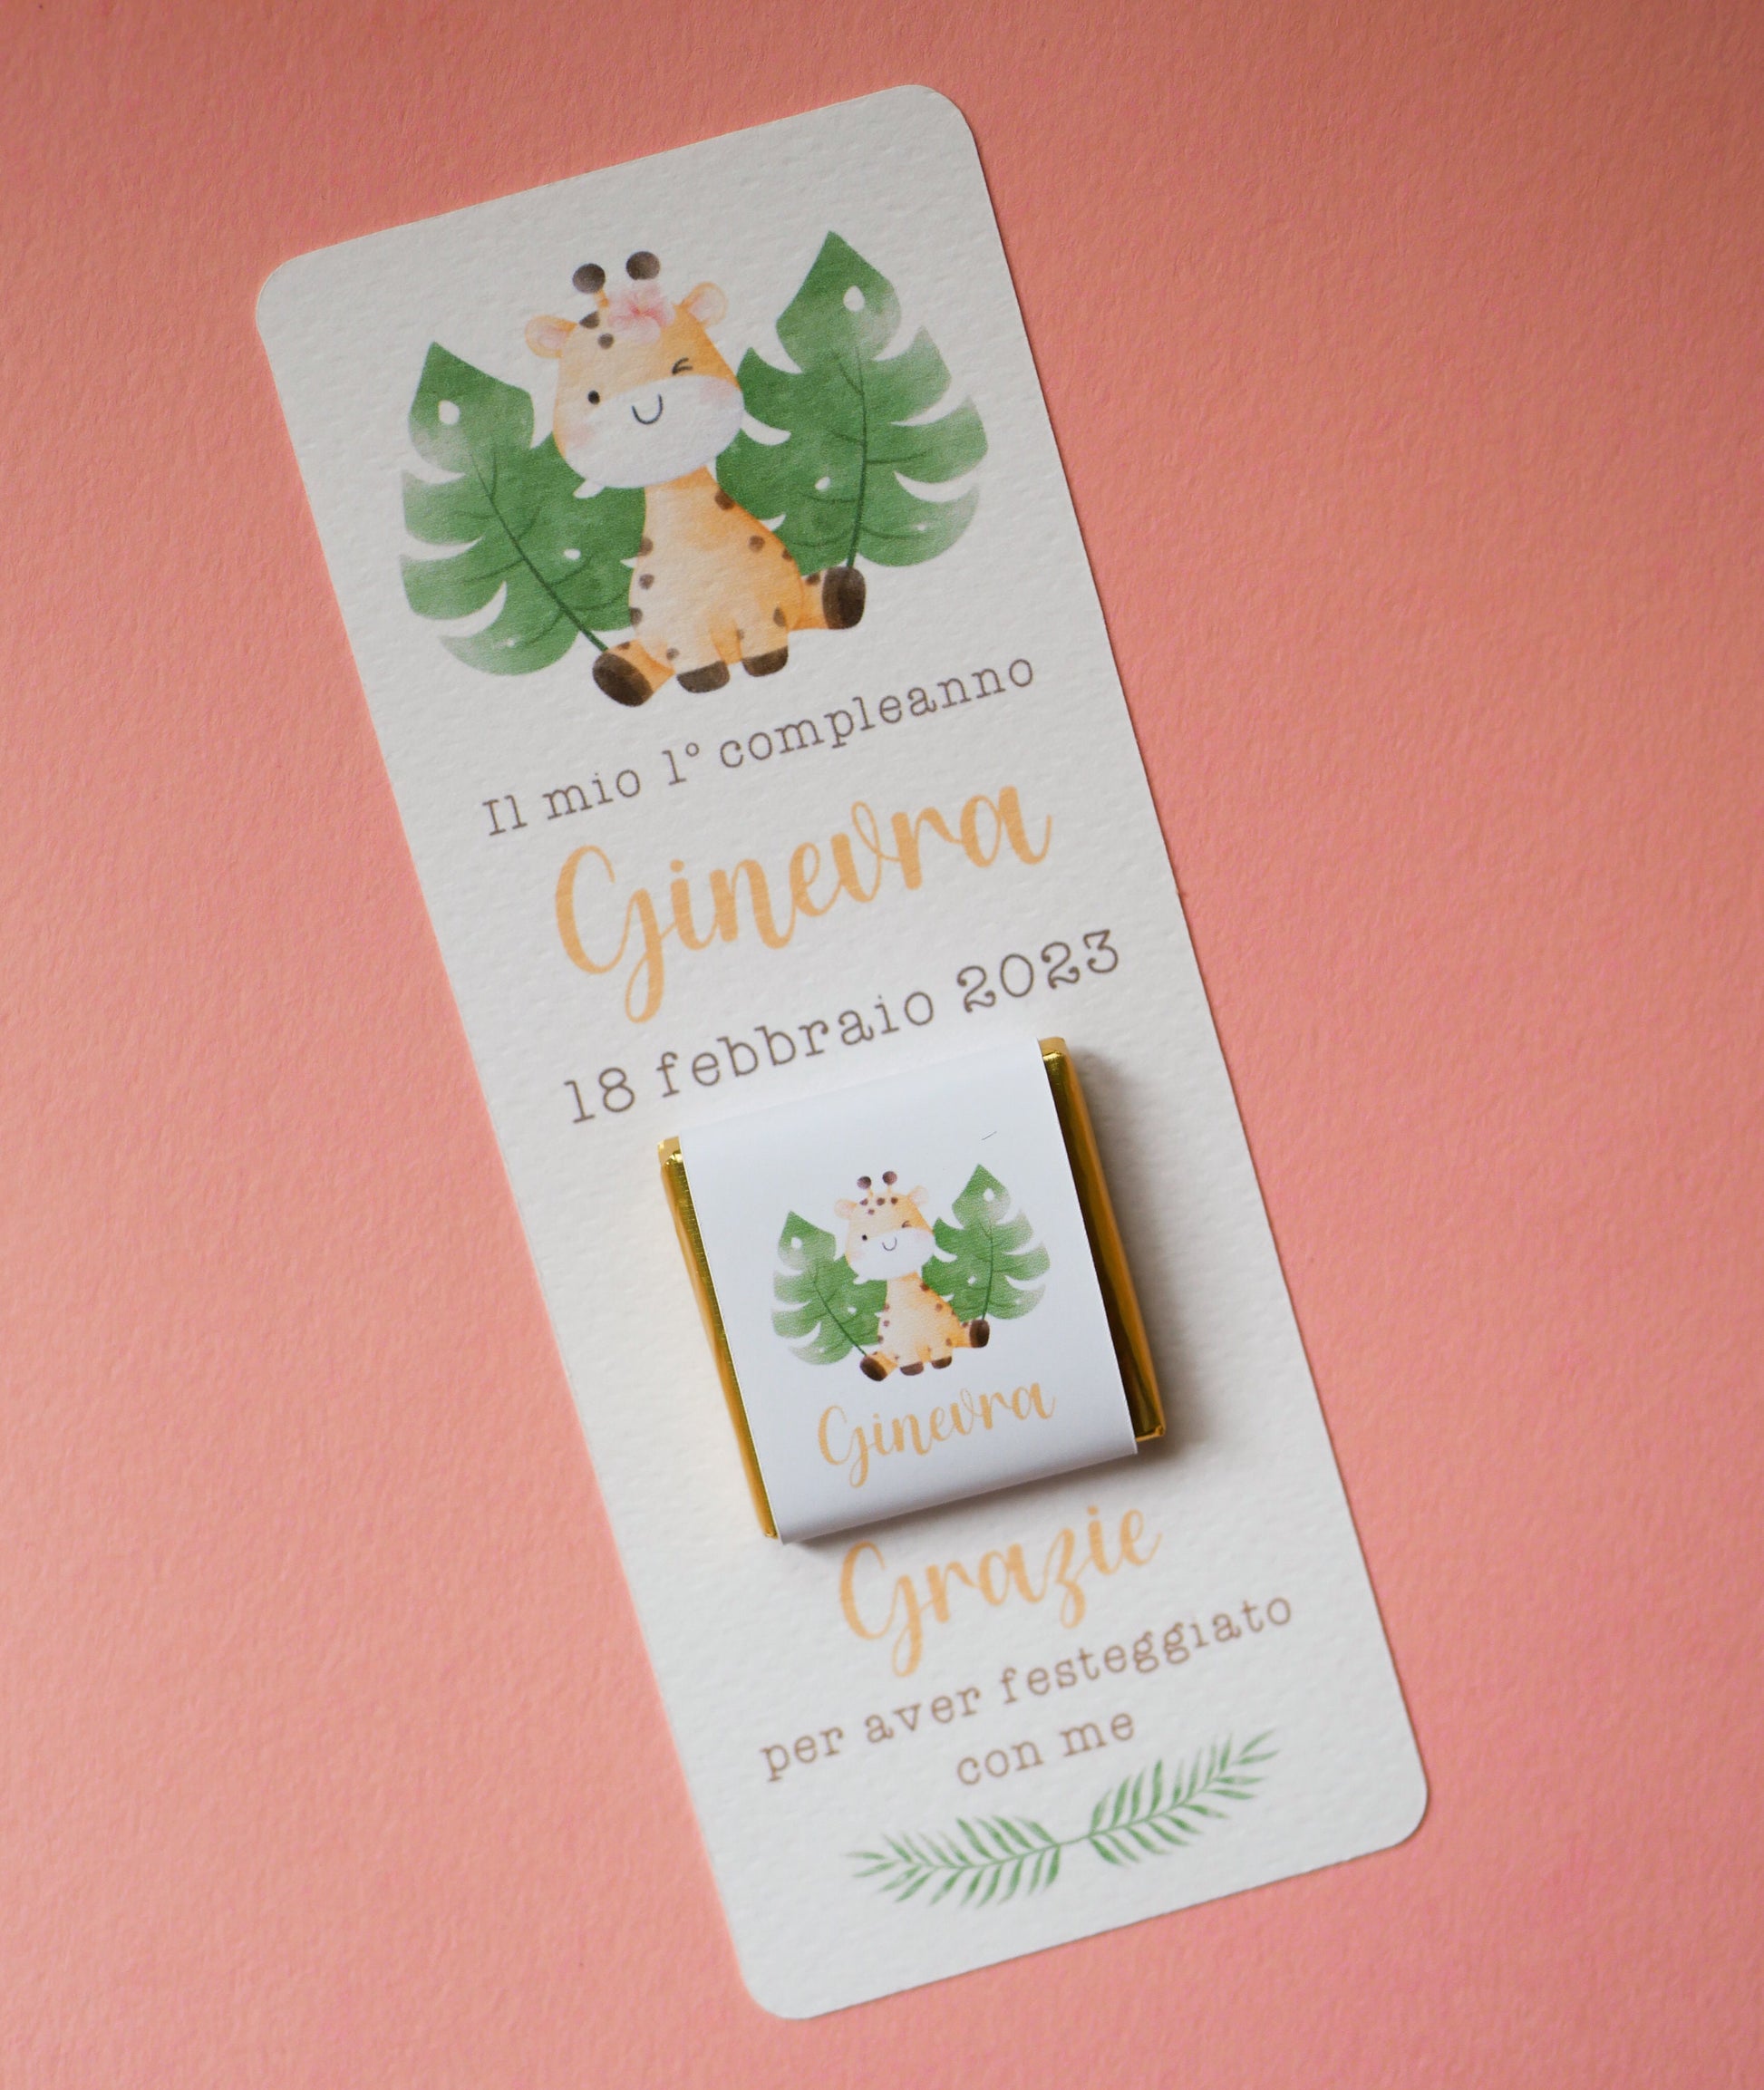 Il mio 1° compleanno
Ginevra
18 febbraio 2023
Ginevra
Grazie
per aver festeggiato
con me